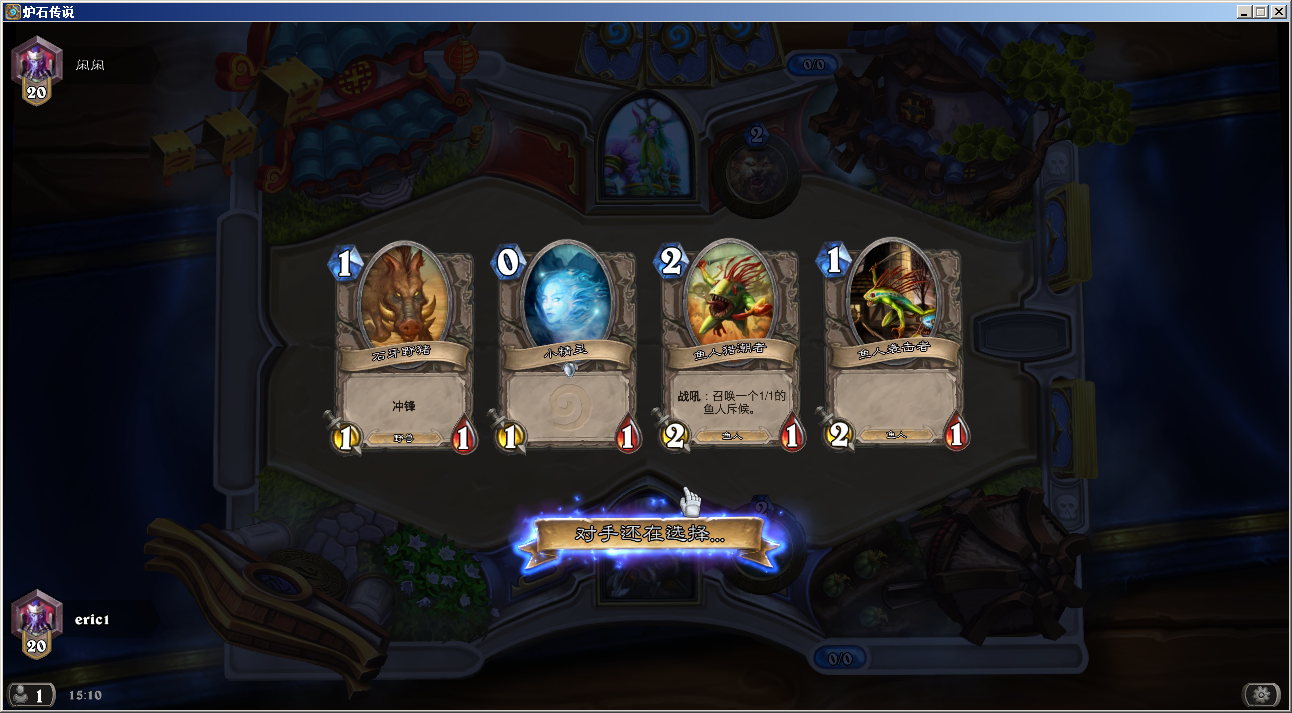 炉石传说
闲闲
20
0/0
2
1
石牙野猪
冲锋
野兽
1
1
0
小精灵
1
1
2
鱼人猎潮者
战吼：召唤一个1/1的
鱼人斥候。
鱼人
2
1
1
鱼人袭击者
鱼人
2
1
2
对手还在选择...
eric1
20
0/0
1
15:10